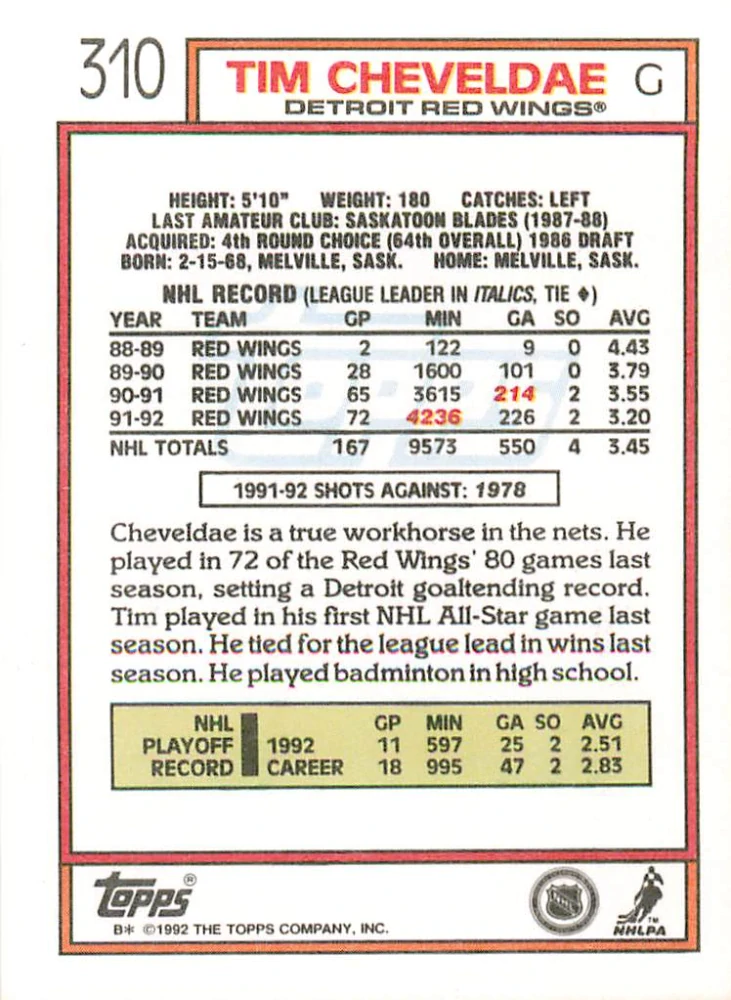 310
TIM CHEVELDAE G
DETROIT RED WINGS®
HEIGHT: 5'10" WEIGHT: 180 CATCHES: LEFT
LAST AMATEUR CLUB: SASKATOON BLADES (1987-88)
ACQUIRED: 4th ROUND CHOICE (64th OVERALL) 1986 DRAFT
BORN: 2-15-68, MELVILLE, SASK. HOME: MELVILLE, SASK.
NHL RECORD (LEAGUE LEADER IN ITALICS, TIE ♦)
YEAR TEAM GP MIN GA SO AVG
88-89 RED WINGS 2 122 9 0 4.43
89-90 RED WINGS 28 1600 101 0 3.79
90-91 RED WINGS 65 3615 214 2 3.55
91-92 RED WINGS 72 4236 226 2 3.20
NHL TOTALS 167 9573 550 4 3.45
1991-92 SHOTS AGAINST: 1978
Cheveldae is a true workhorse in the nets. He
played in 72 of the Red Wings' 80 games last
season, setting a Detroit goaltending record.
Tim played in his first NHL All-Star game last
season. He tied for the league lead in wins last
season. He played badminton in high school.
NHL GP MIN GA SO AVG
PLAYOFF 1992 11 597 25 2 2.51
RECORD CAREER 18 995 47 2 2.83
Topps®
B* ©1992 THE TOPPS COMPANY, INC.
NHL
™
NHLPA